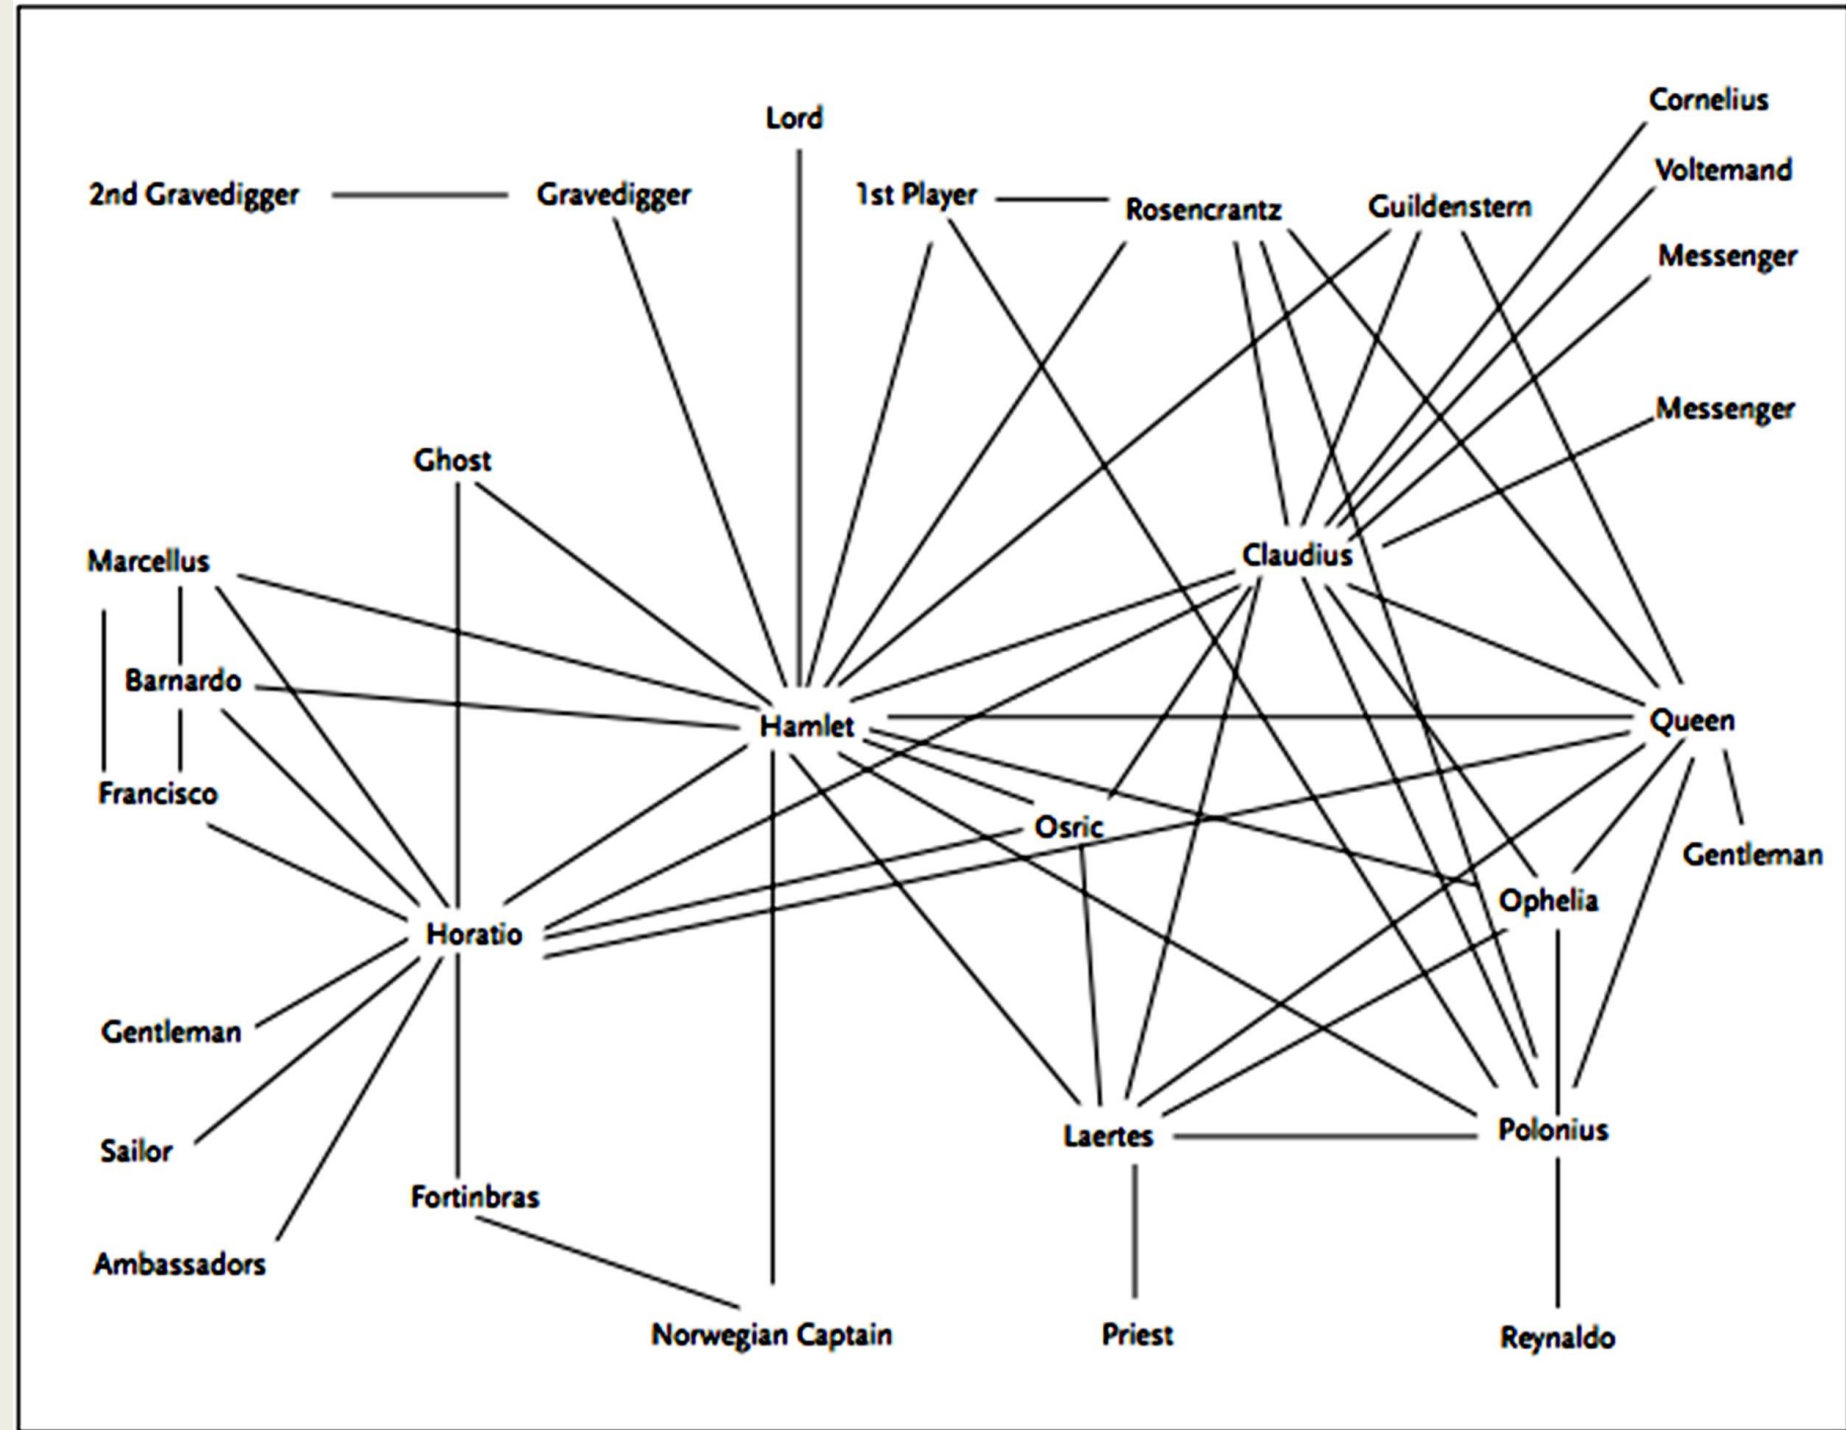 Cornelius
Lord
Voltemand
2nd Gravedigger
Gravedigger
1st Player
Rosencrantz
Guildenstern
Messenger
Messenger
Ghost
Marcellus
Claudius
Barnardo
Hamlet
Queen
Francisco
Osric
Gentleman
Ophelia
Horatio
Gentleman
Laertes
Polonius
Sailor
Fortinbras
Ambassadors
Norwegian Captain
Priest
Reynaldo